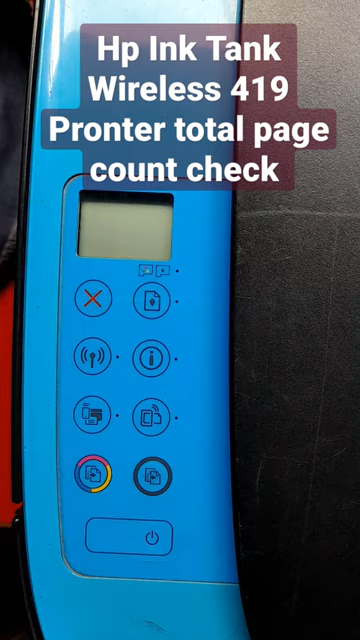 Hp Ink Tank
Wireless 419
Pronter total page
count check